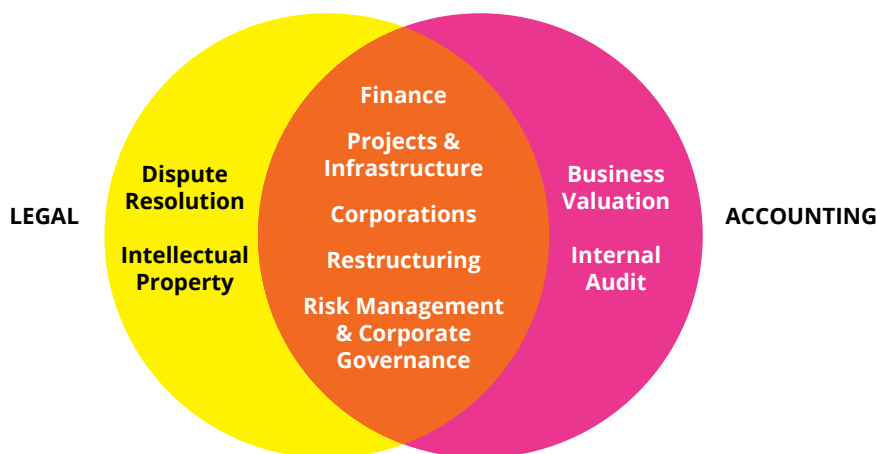 LEGAL
Dispute
Resolution
Intellectual
Property
Finance
Projects &
Infrastructure
Corporations
Restructuring
Risk Management
& Corporate
Governance
Business
Valuation
Internal
Audit
ACCOUNTING